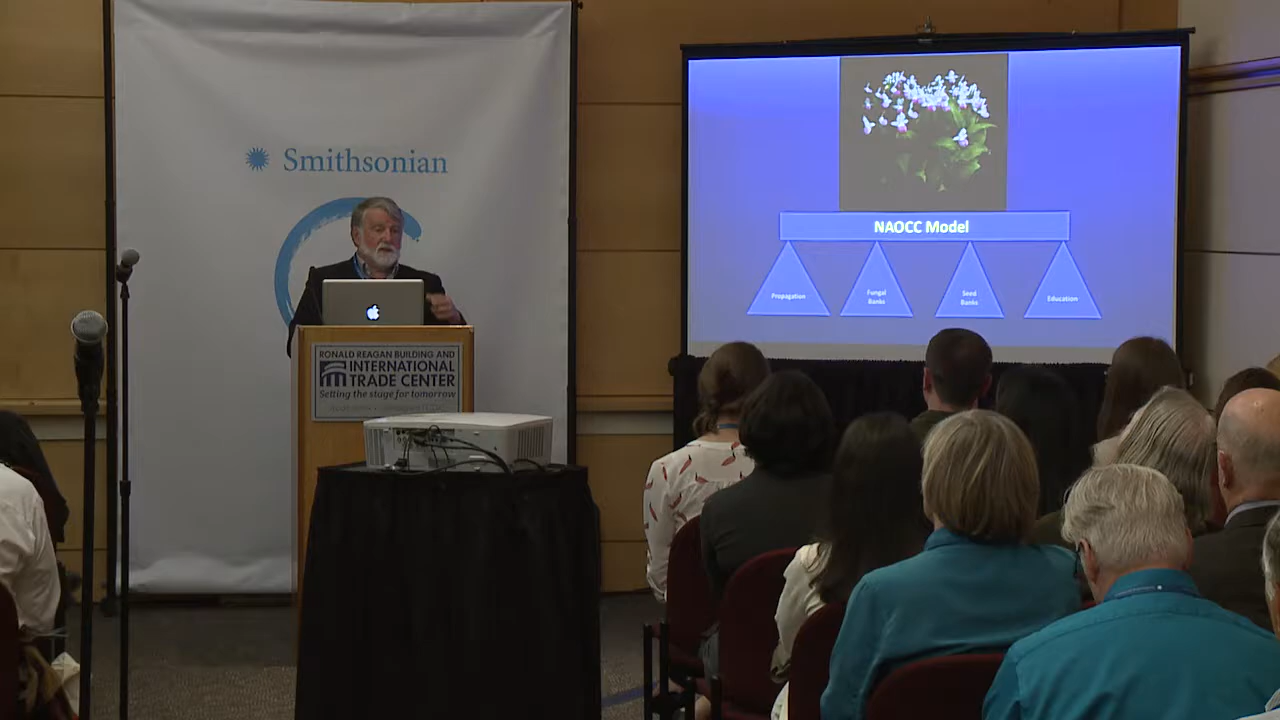 Smithsonian
RONALD REAGAN BUILDING AND
INTERNATIONAL
TRADE CENTER
Setting the stage for tomorrow
NAOCC Model
Propagation
Fungal
Banks
Seed
Banks
Education